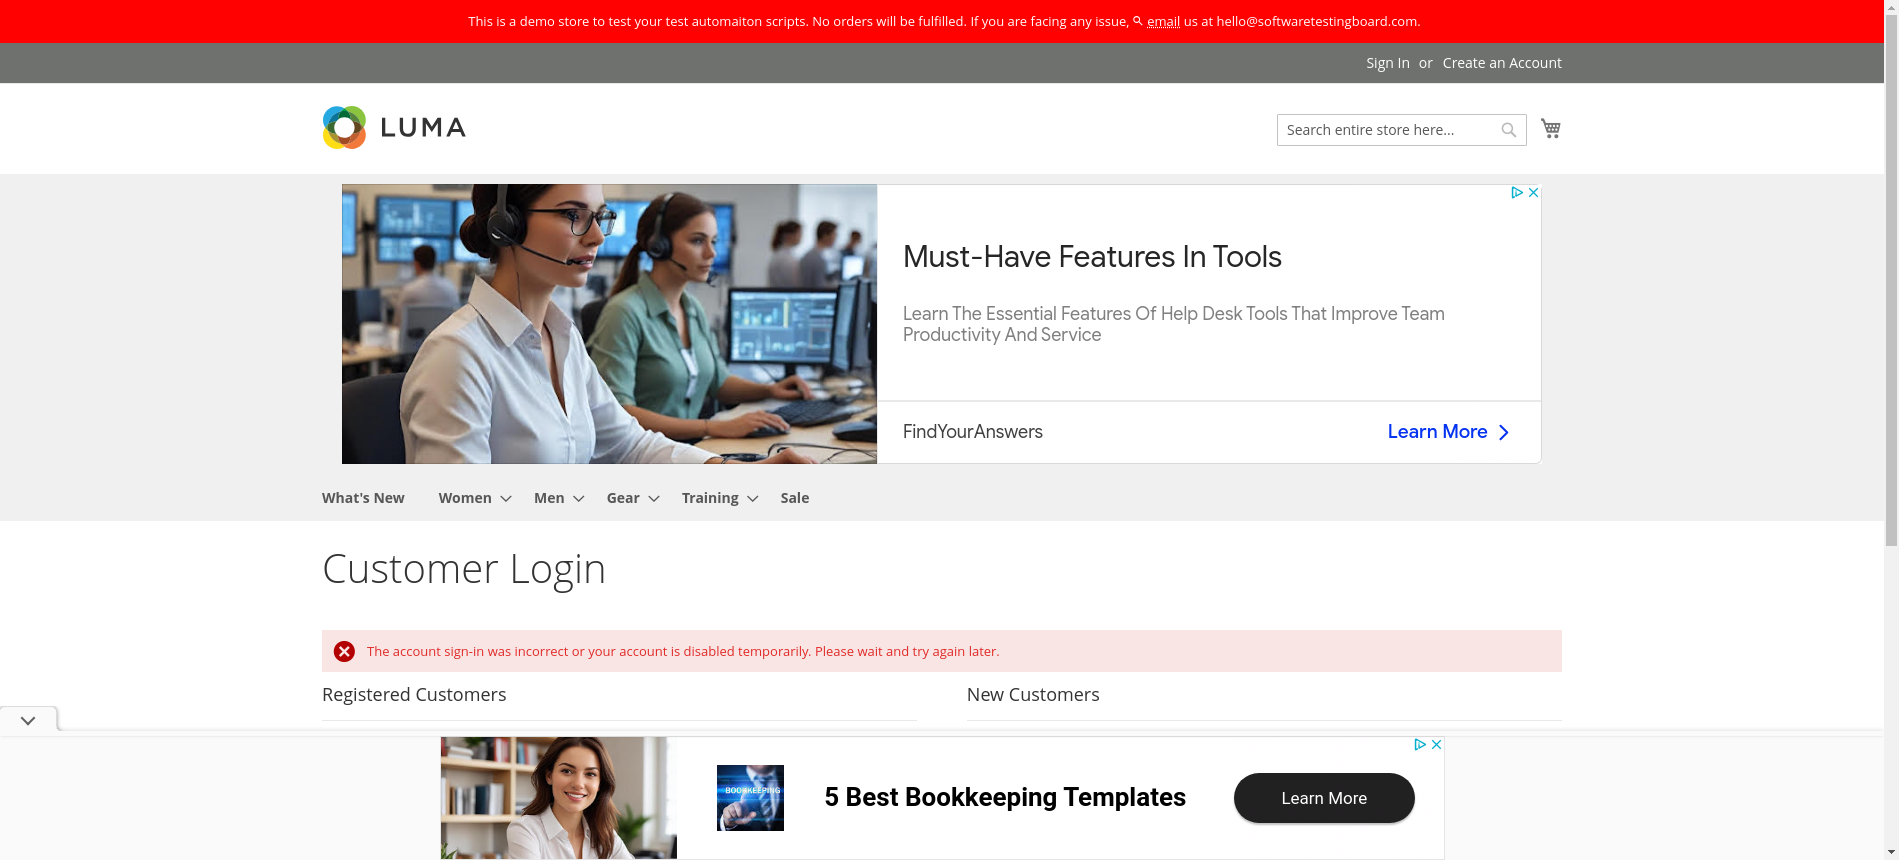 This is a demo store to test your test automaiton scripts. No orders will be fulfilled. If you are facing any issue, email us at hello@softwaretestingboard.com.
Sign In or Create an Account
LUMA
Search entire store here...
Must-Have Features In Tools
Learn The Essential Features Of Help Desk Tools That Improve Team
Productivity And Service
FindYourAnswers
Learn More
What's New Women Men Gear Training Sale
Customer Login
The account sign-in was incorrect or your account is disabled temporarily. Please wait and try again later.
Registered Customers
New Customers
BOOKKEEPING
5 Best Bookkeeping Templates
Learn More